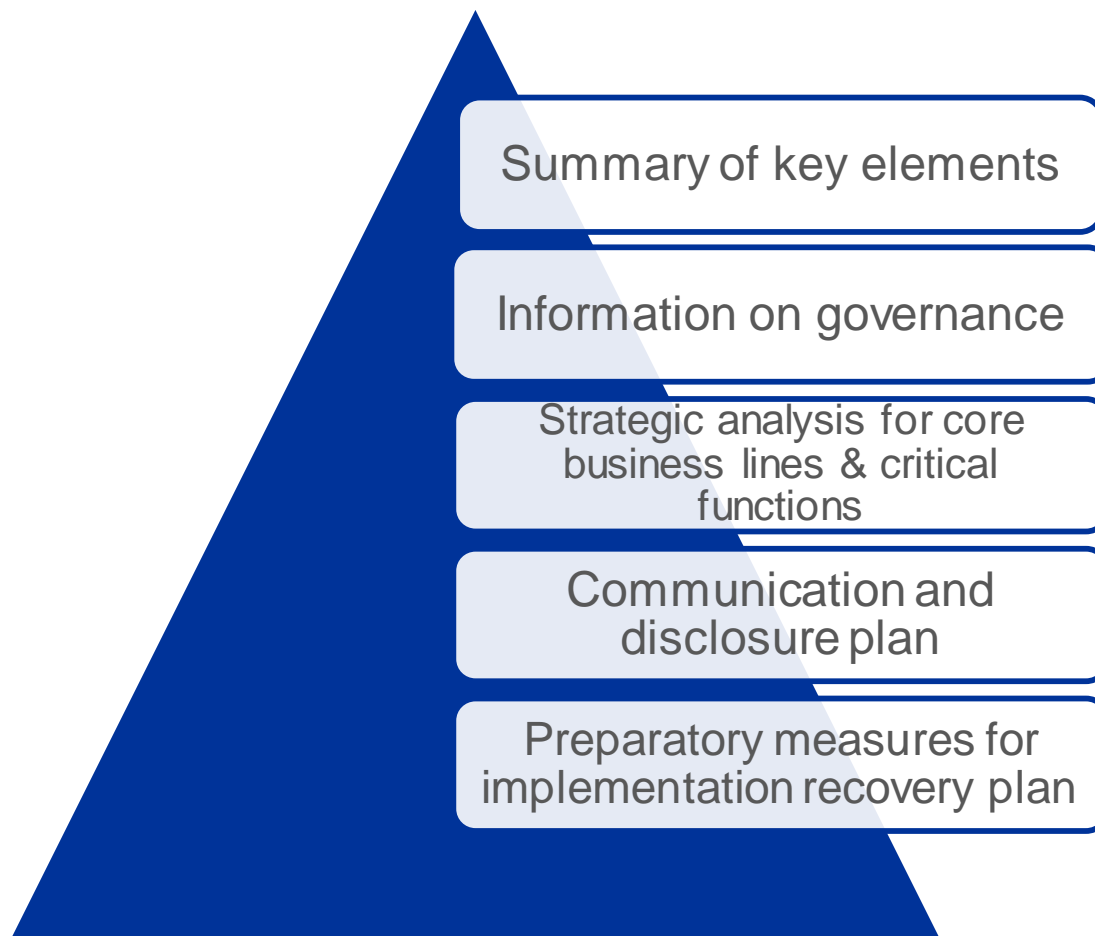 Summary of key elements
Information on governance
Strategic analysis for core
business lines & critical
functions
Communication and
disclosure plan
Preparatory measures for
implementation recovery plan